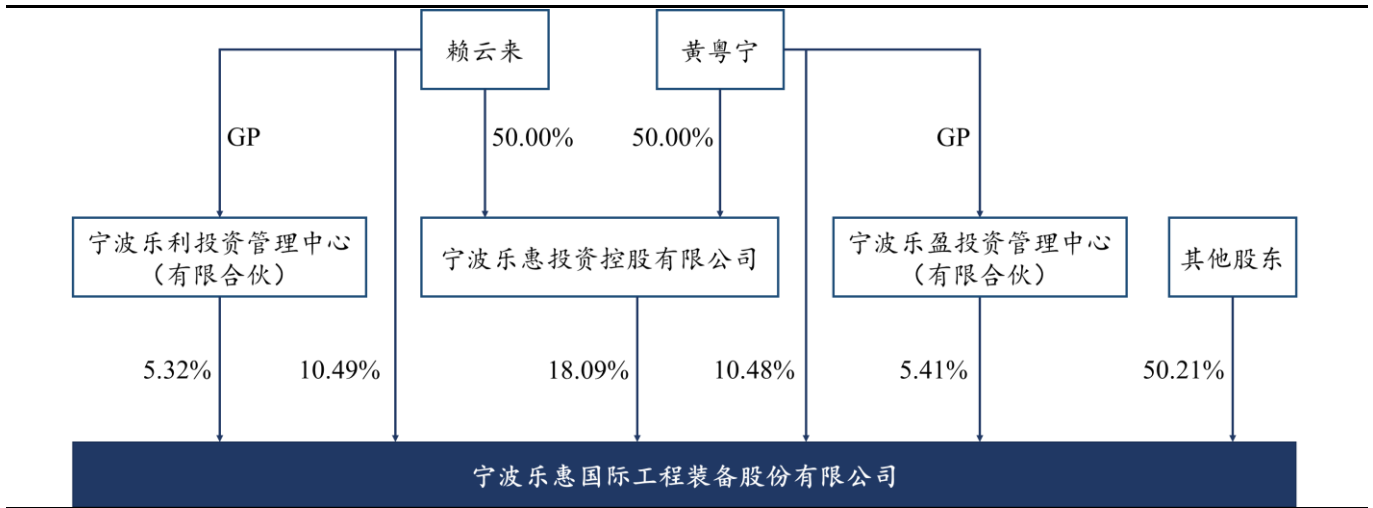 赖云来
黄粤宁
GP
50.00%
50.00%
GP
宁波乐利投资管理中心
（有限合伙）
宁波乐惠投资控股有限公司
宁波乐盈投资管理中心
（有限合伙）
其他股东
5.32%
10.49%
18.09%
10.48%
5.41%
50.21%
宁波乐惠国际工程装备股份有限公司